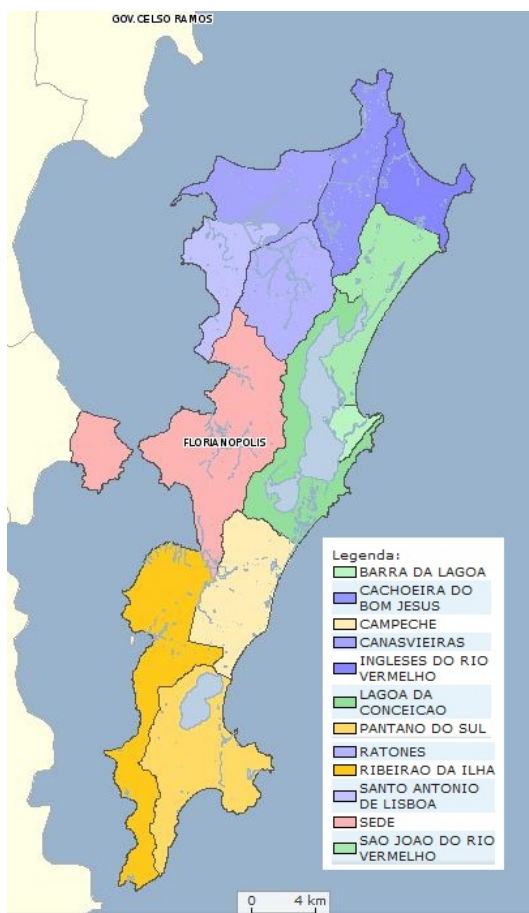 GOV.CELSO RAMOS
FLORIANOPOLIS
Legenda:
BARRA DA LAGOA
CACHOEIRA DO
BOM JESUS
CAMPECHE
CANASVIEIRAS
INGLESES DO RIO
VERMELHO
LAGOA DA
CONCEICAO
PANTANO DO SUL
RATONES
RIBEIRAO DA ILHA
SANTO ANTONIO
DE LISBOA
SEDE
SAO JOAO DO RIO
VERMELHO
0 4 km